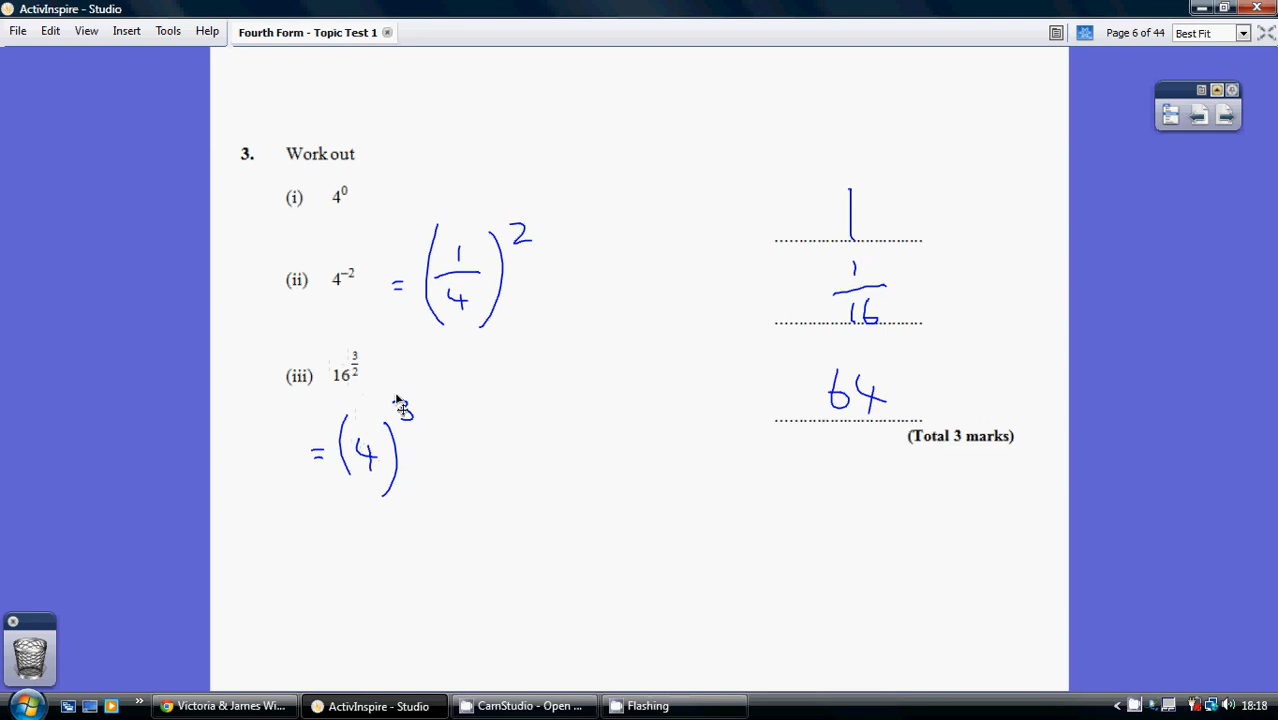 ActivInspire - Studio
File Edit View Insert Tools Help Fourth Form - Topic Test 1 Page 6 of 44 Best Fit
3. Work out
(i) 4⁰ 1
(ii) 4⁻² = (1/4)² 1/16
(iii) 16^(3/2) 64
(Total 3 marks)
= (4)³
Victoria & James Wi... ActivInspire - Studio CamStudio - Open ... Flashing 18:18